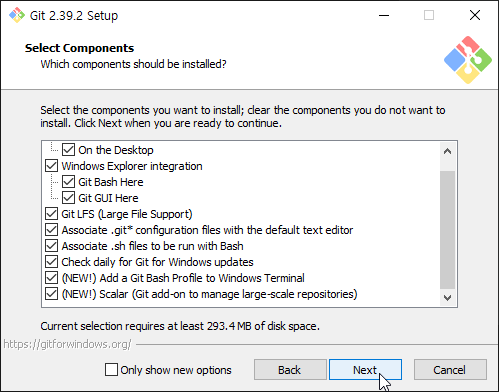 Git 2.39.2 Setup
Select Components
Which components should be installed?
Select the components you want to install; clear the components you do not want to
install. Click Next when you are ready to continue.
On the Desktop
Windows Explorer integration
Git Bash Here
Git GUI Here
Git LFS (Large File Support)
Associate .git* configuration files with the default text editor
Associate .sh files to be run with Bash
Check daily for Git for Windows updates
(NEW!) Add a Git Bash Profile to Windows Terminal
(NEW!) Scalar (Git add-on to manage large-scale repositories)
Current selection requires at least 293.4 MB of disk space.
https://gitforwindows.org/
Only show new options
Back
Next
Cancel